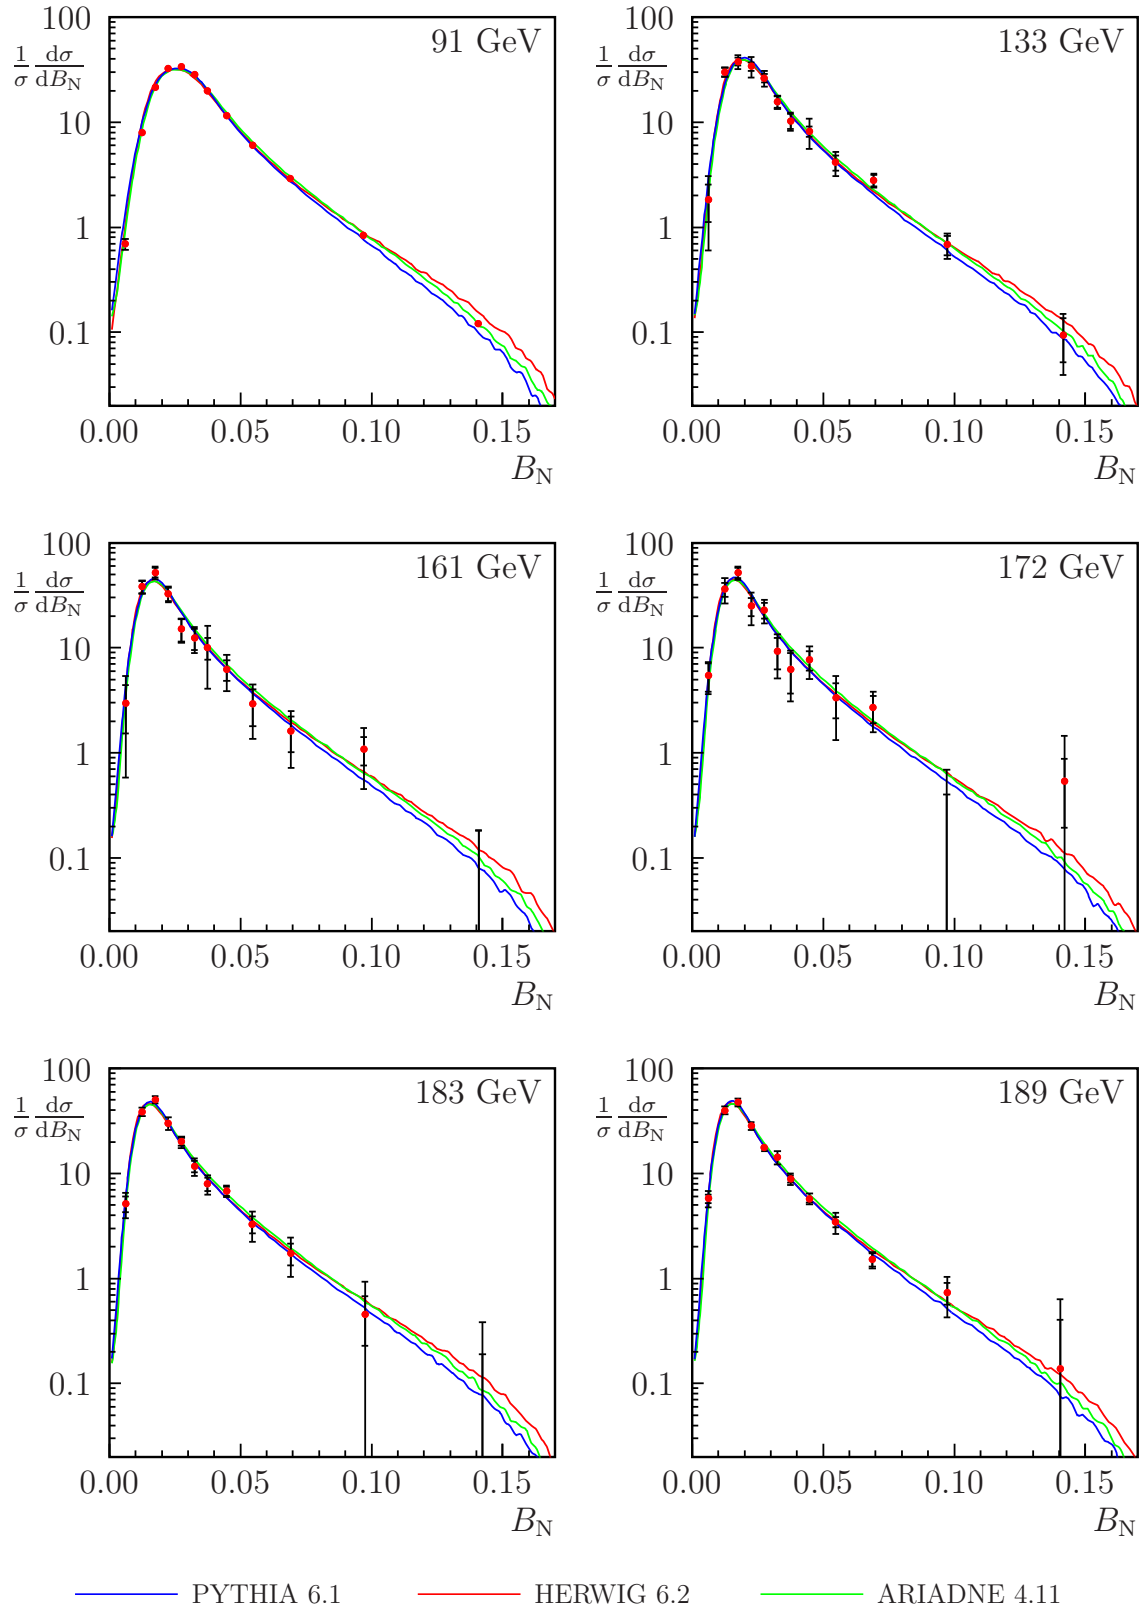 100 91 GeV
1/σ dσ/dB_N
10
1
0.1
0.00 0.05 0.10 0.15
B_N
100 133 GeV
1/σ dσ/dB_N
10
1
0.1
0.00 0.05 0.10 0.15
B_N
100 161 GeV
1/σ dσ/dB_N
10
1
0.1
0.00 0.05 0.10 0.15
B_N
100 172 GeV
1/σ dσ/dB_N
10
1
0.1
0.00 0.05 0.10 0.15
B_N
100 183 GeV
1/σ dσ/dB_N
10
1
0.1
0.00 0.05 0.10 0.15
B_N
100 189 GeV
1/σ dσ/dB_N
10
1
0.1
0.00 0.05 0.10 0.15
B_N
PYTHIA 6.1 HERWIG 6.2 ARIADNE 4.11